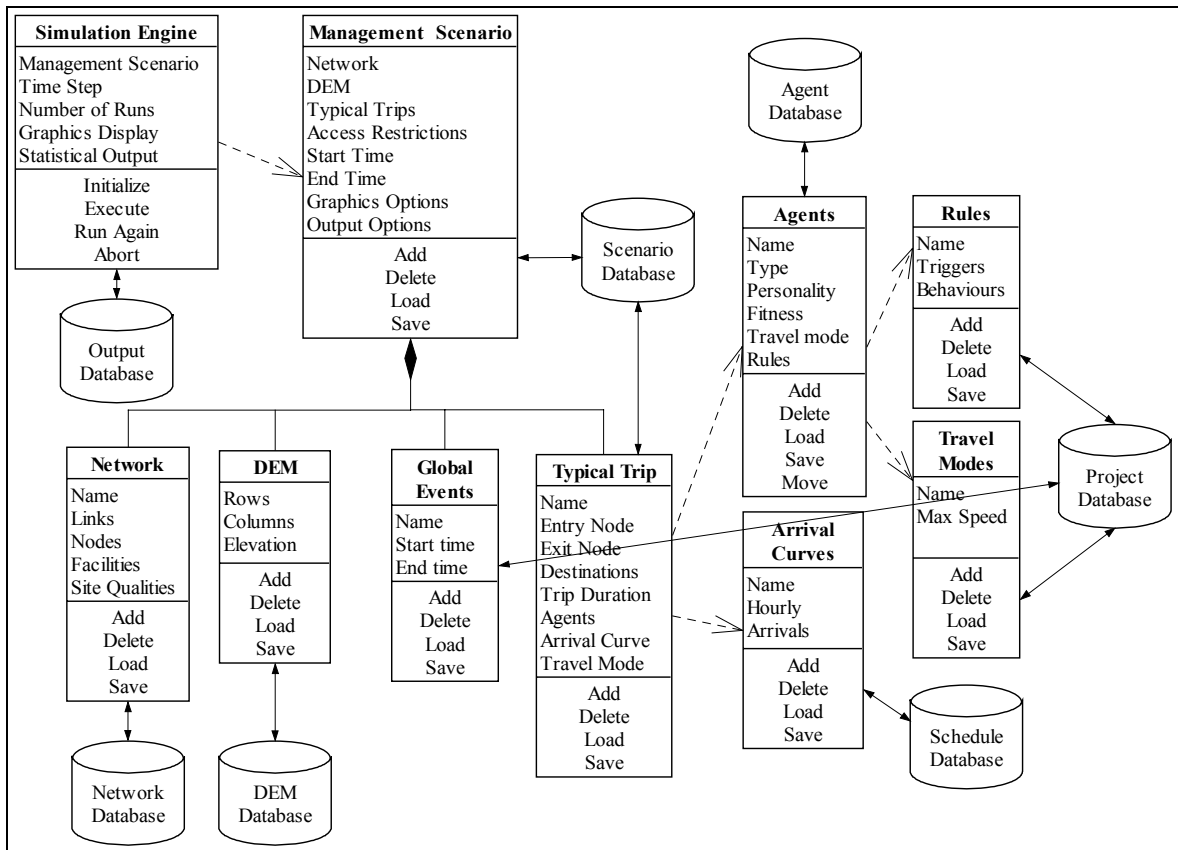 Simulation Engine
Management Scenario
Time Step
Number of Runs
Graphics Display
Statistical Output
Initialize
Execute
Run Again
Abort
Management Scenario
Network
DEM
Typical Trips
Access Restrictions
Start Time
End Time
Graphics Options
Output Options
Add
Delete
Load
Save
Agent
Database
Scenario
Database
Output
Database
Agents
Name
Type
Personality
Fitness
Travel mode
Rules
Add
Delete
Load
Save
Move
Rules
Name
Triggers
Behaviours
Add
Delete
Load
Save
Network
Name
Links
Nodes
Facilities
Site Qualities
Add
Delete
Load
Save
DEM
Rows
Columns
Elevation
Add
Delete
Load
Save
Global
Events
Name
Start time
End time
Add
Delete
Load
Save
Typical Trip
Name
Entry Node
Exit Node
Destinations
Trip Duration
Agents
Arrival Curve
Travel Mode
Add
Delete
Load
Save
Arrival
Curves
Name
Hourly
Arrivals
Add
Delete
Load
Save
Travel
Modes
Name
Max Speed
Add
Delete
Load
Save
Project
Database
Network
Database
DEM
Database
Schedule
Database